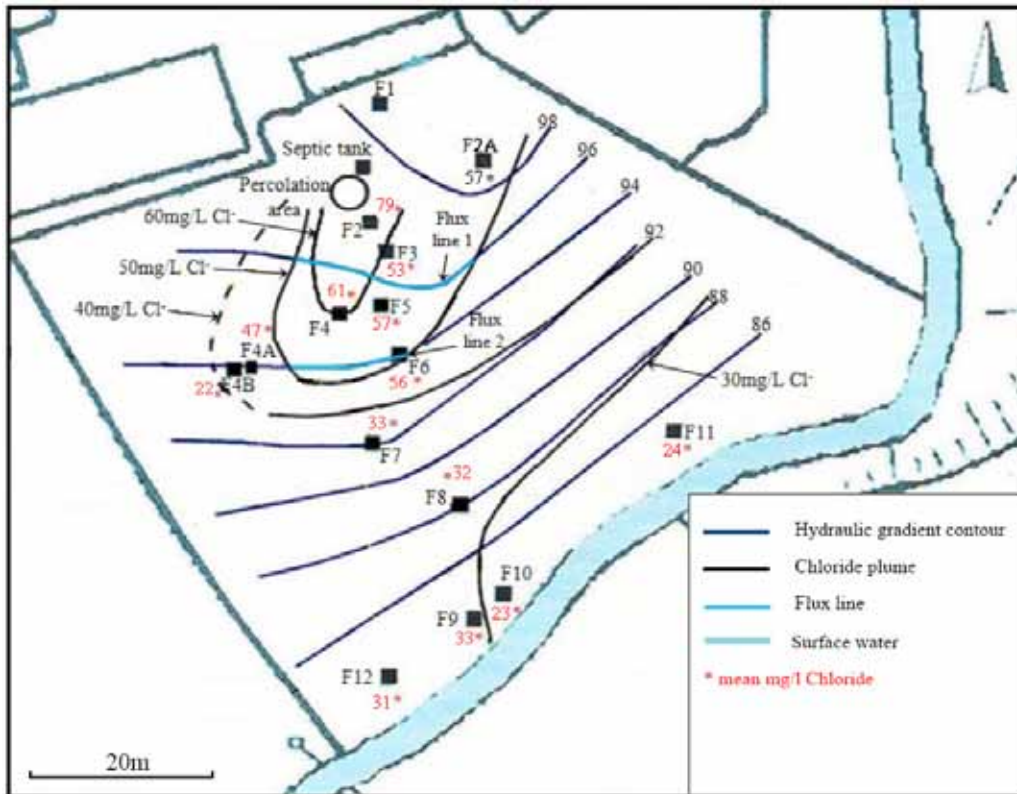 F1
98
Septic tank
F2A
57*
96
Percolation
area
79*
94
60mg/L Cl-
F2
Flux
line 1
F3
92
50mg/L Cl-
53*
61*
90
40mg/L Cl-
F5
88
F4
57*
Flux
line 2
86
47*
F4A
F6
F4B
56*
30mg/L Cl-
22*
33*
F7
F11
24*
*32
F8
Hydraulic gradient contour
Chloride plume
F10
23*
Flux line
F9
33*
Surface water
F12
* mean mg/l Chloride
31*
20m